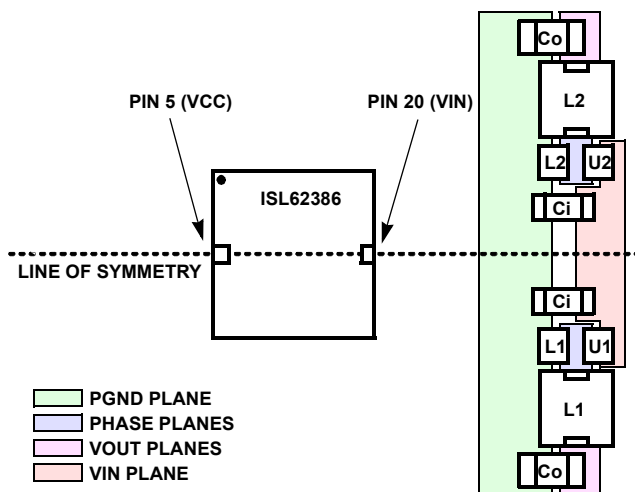 Co
L2
PIN 5 (VCC)
PIN 20 (VIN)
L2
U2
ISL62386
Ci
LINE OF SYMMETRY
Ci
L1
U1
L1
PGND PLANE
PHASE PLANES
VOUT PLANES
VIN PLANE
Co